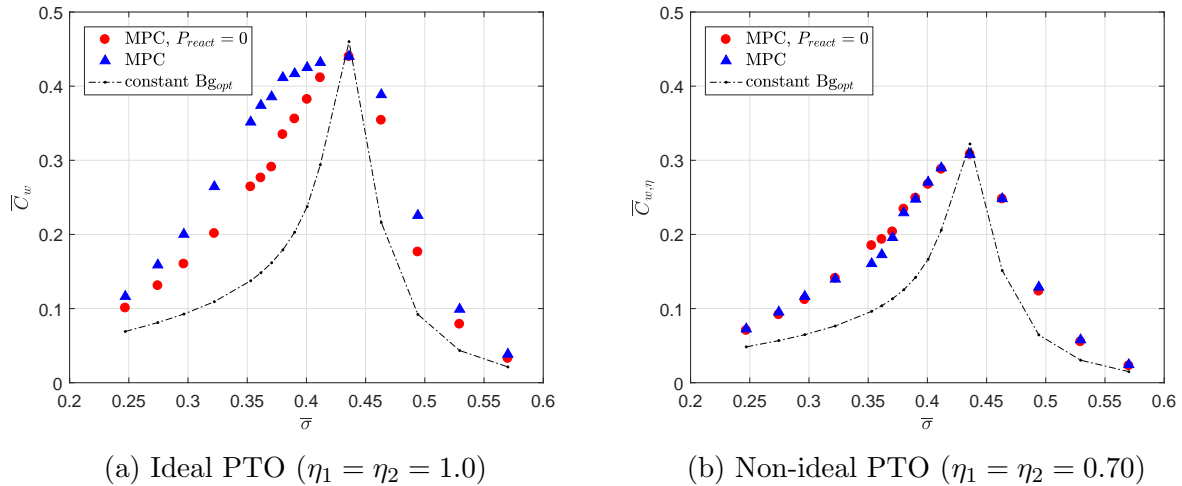 0.5
0.4
0.3
0.2
0.1
0
0.2 0.25 0.3 0.35 0.4 0.45 0.5 0.55 0.6
C̅_w
σ̅
MPC, P_react = 0
MPC
constant Bg_opt
(a) Ideal PTO (η₁ = η₂ = 1.0)
0.5
0.4
0.3
0.2
0.1
0
0.2 0.25 0.3 0.35 0.4 0.45 0.5 0.55 0.6
C̅_w,η
σ̅
MPC, P_react = 0
MPC
constant Bg_opt
(b) Non-ideal PTO (η₁ = η₂ = 0.70)